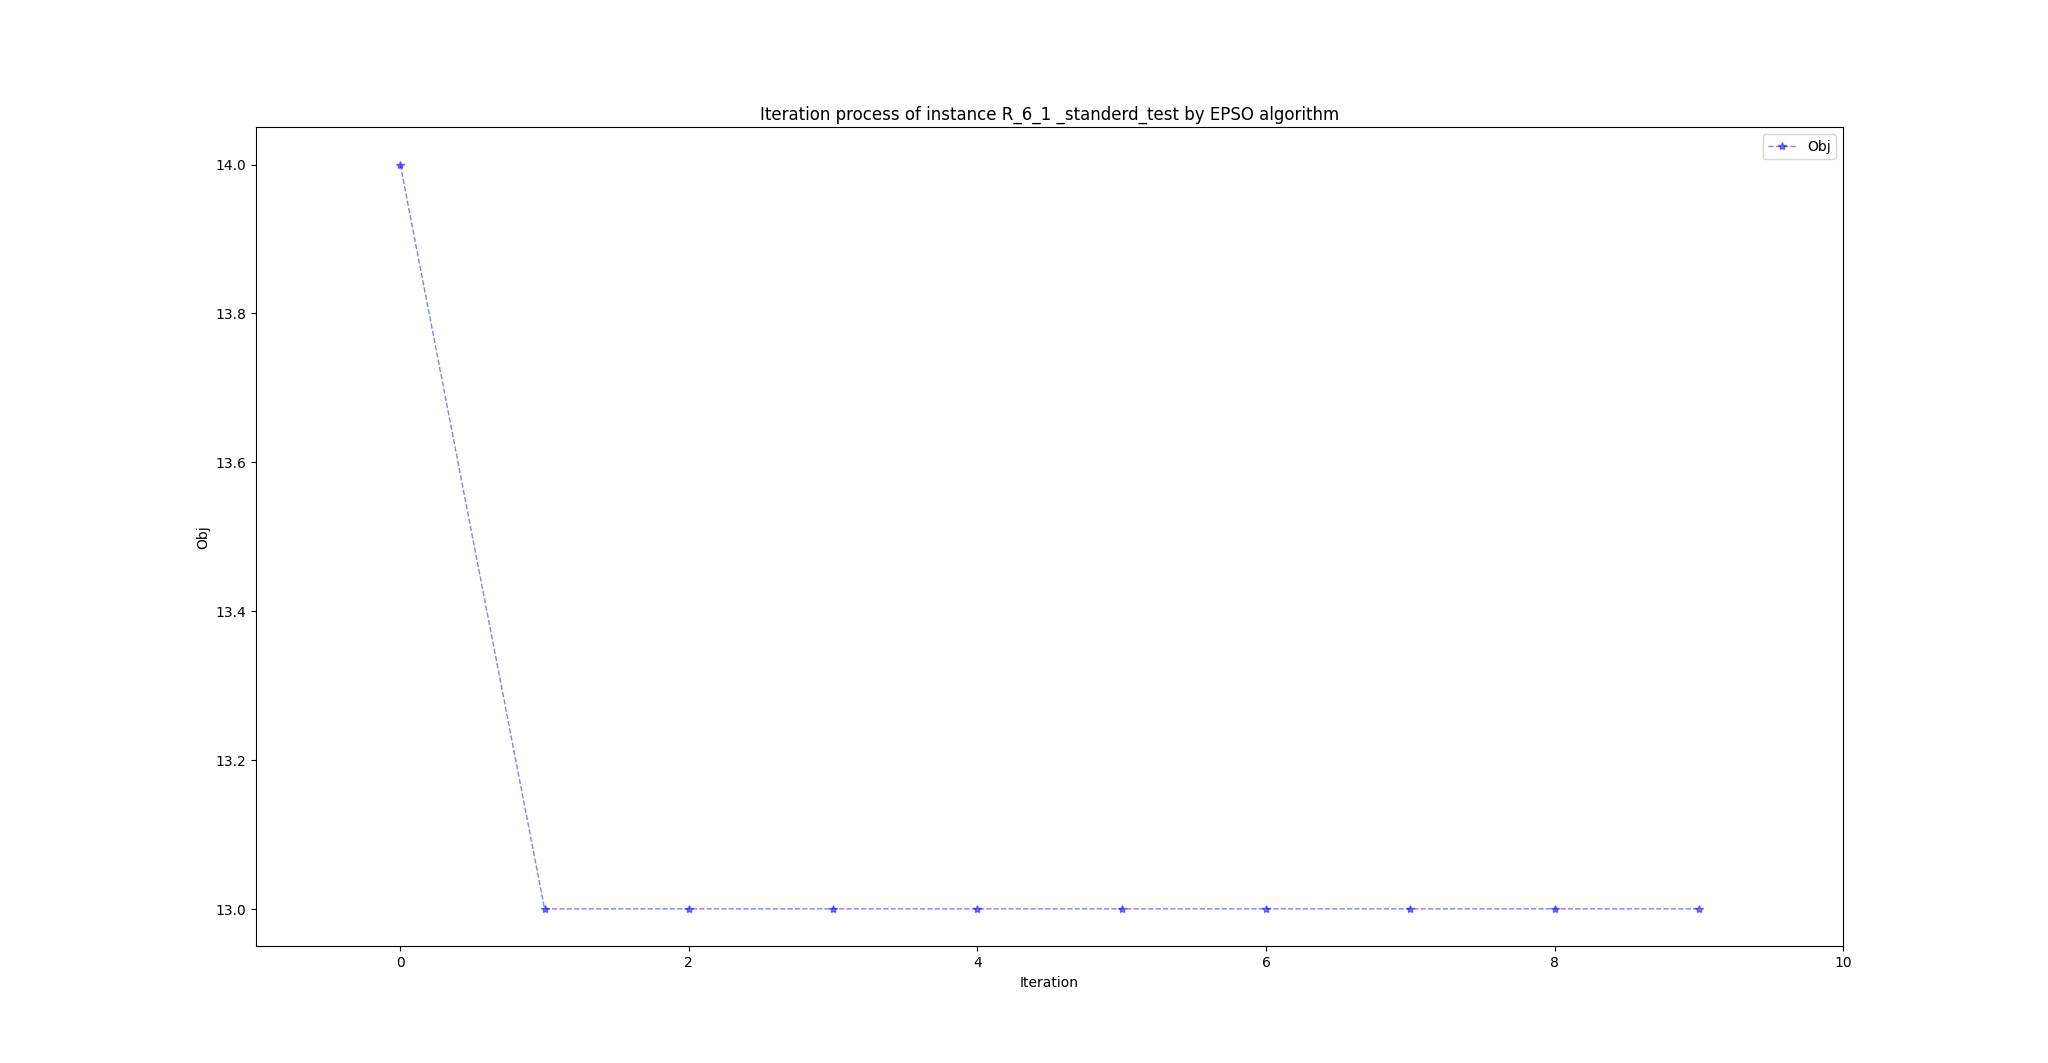 Iteration process of instance R_6_1 _standerd_test by EPSO algorithm
Obj
14.0
13.8
13.6
13.4
13.2
13.0
Obj
0 2 4 6 8 10
Iteration